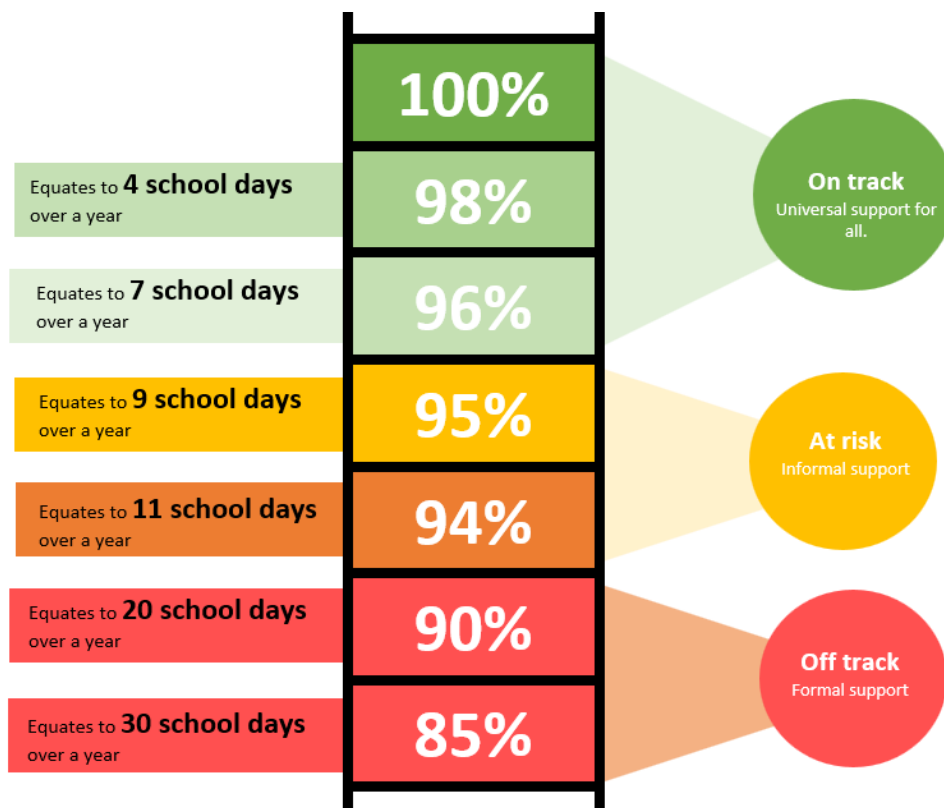 100%
Equates to 4 school days
over a year
98%
On track
Universal support for
all.
Equates to 7 school days
over a year
96%
Equates to 9 school days
over a year
95%
At risk
Informal support
Equates to 11 school days
over a year
94%
Equates to 20 school days
over a year
90%
Off track
Formal support
Equates to 30 school days
over a year
85%